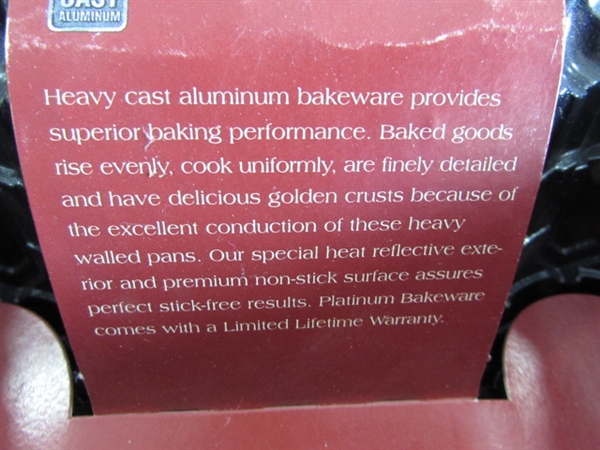 CAST
ALUMINUM
Heavy cast aluminum bakeware provides
superior baking performance. Baked goods
rise evenly, cook uniformly, are finely detailed
and have delicious golden crusts because of
the excellent conduction of these heavy
walled pans. Our special heat reflective exte-
rior and premium non-stick surface assures
perfect stick-free results. Platinum Bakeware
comes with a Limited Lifetime Warranty.